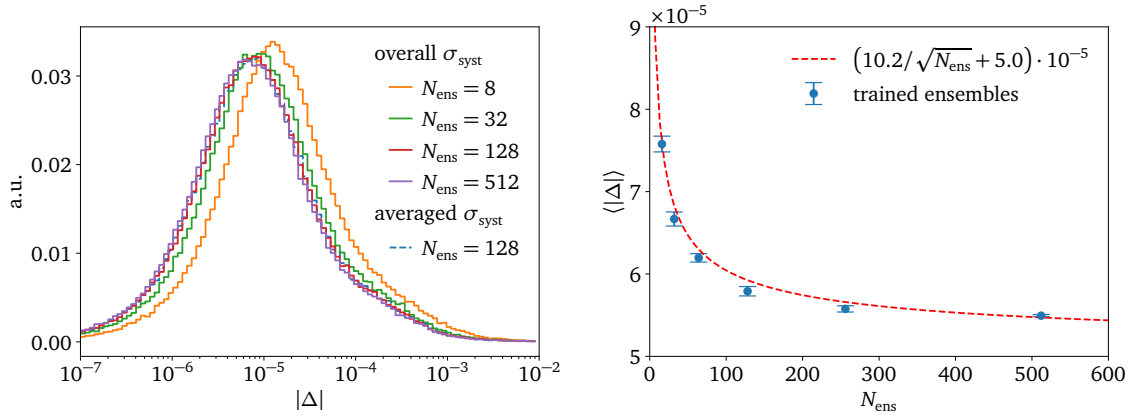 overall σ_syst
N_ens = 8
N_ens = 32
N_ens = 128
N_ens = 512
averaged σ_syst
N_ens = 128
a.u.
0.03
0.02
0.01
0.00
10⁻⁷ 10⁻⁶ 10⁻⁵ 10⁻⁴ 10⁻³ 10⁻²
|Δ|
×10⁻⁵
(10.2/√N_ens + 5.0) · 10⁻⁵
trained ensembles
⟨|Δ|⟩
9
8
7
6
5
0 100 200 300 400 500 600
N_ens